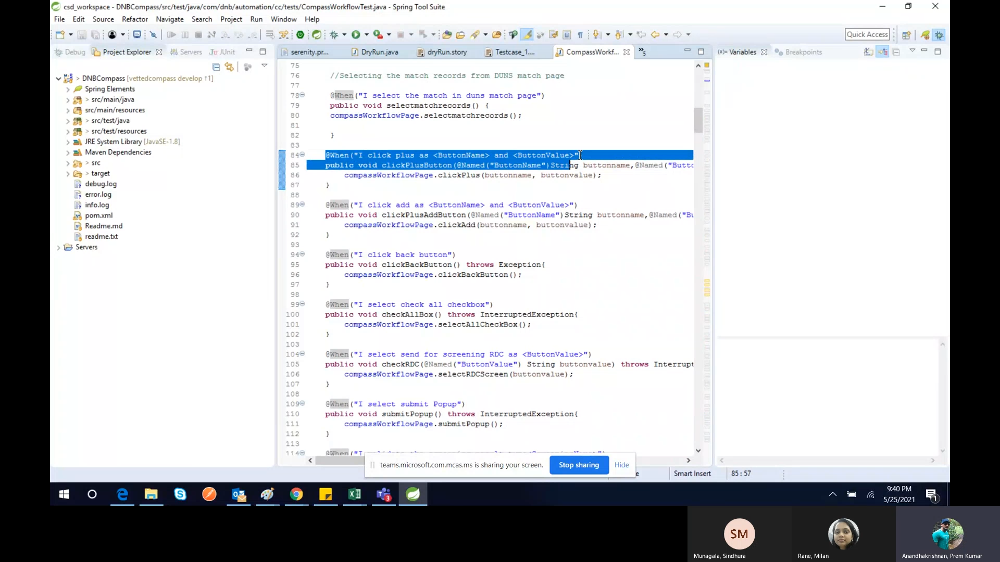 csd_workspace - DNBCompass/src/test/java/com/dnb/automation/cc/tests/CompassWorkflowTest.java - Spring Tool Suite
File Edit Source Refactor Navigate Search Project Run Window Help
Quick Access
Debug Project Explorer Servers JUnit
serenity.pr... DryRun.java dryRun.story Testcase_1.... CompassWorkf... »5
(x)= Variables Breakpoints
DNBCompass [vettedcompass develop ↑1]
Spring Elements
> src/main/java
src/main/resources
> src/test/java
> src/test/resources
JRE System Library [JavaSE-1.8]
Maven Dependencies
> src
> target
debug.log
error.log
info.log
pom.xml
Readme.md
readme.txt
Servers
75
76 //Selecting the match records from DUNS match page
77
78 @When("I select the match in duns match page")
79 public void selectmatchrecords() {
80 compassWorkflowPage.selectmatchrecords();
81
82 }
83
84 @When("I click plus as <ButtonName> and <ButtonValue>"
85 public void clickPlusButton(@Named("ButtonName")String buttonname,@Named("Butto
86 compassWorkflowPage.clickPlus(buttonname, buttonvalue);
87 }
88
89 @When("I click add as <ButtonName> and <ButtonValue>")
90 public void clickPlusAddButton(@Named("ButtonName")String buttonname,@Named("Bu
91 compassWorkflowPage.clickAdd(buttonname, buttonvalue);
92 }
93
94 @When("I click back button")
95 public void clickBackButton() throws Exception{
96 compassWorkflowPage.clickBackButton();
97 }
98
99 @When("I select check all checkbox")
100 public void checkAllBox() throws InterruptedException{
101 compassWorkflowPage.selectAllCheckBox();
102 }
103
104 @When("I select send for screening RDC as <ButtonValue>")
105 public void checkRDC(@Named("ButtonValue") String buttonvalue) throws Interrupt
106 compassWorkflowPage.selectRDCScreen(buttonvalue);
107 }
108
109 @When("I select submit Popup")
110 public void submitPopup() throws InterruptedException{
111 compassWorkflowPage.submitPopup();
112 }
113
114 @When("I
teams.microsoft.com.mcas.ms is sharing your screen. Stop sharing Hide
Smart Insert 85 : 57
3
9:40 PM
5/25/2021
1
SM
Munagala, Sindhura Rane, Milan Anandhakrishnan, Prem Kumar